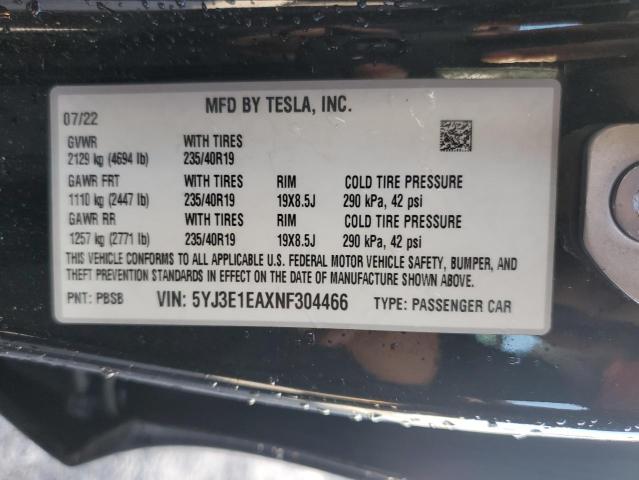 MFD BY TESLA, INC.
07/22
GVWR WITH TIRES
2129 kg (4694 lb) 235/40R19
GAWR FRT WITH TIRES RIM COLD TIRE PRESSURE
1110 kg (2447 lb) 235/40R19 19X8.5J 290 kPa, 42 psi
GAWR RR WITH TIRES RIM COLD TIRE PRESSURE
1257 kg (2771 lb) 235/40R19 19X8.5J 290 kPa, 42 psi
THIS VEHICLE CONFORMS TO ALL APPLICABLE U.S. FEDERAL MOTOR VEHICLE SAFETY, BUMPER, AND
THEFT PREVENTION STANDARDS IN EFFECT ON THE DATE OF MANUFACTURE SHOWN ABOVE.
PNT: PBSB VIN: 5YJ3E1EAXNF304466 TYPE: PASSENGER CAR